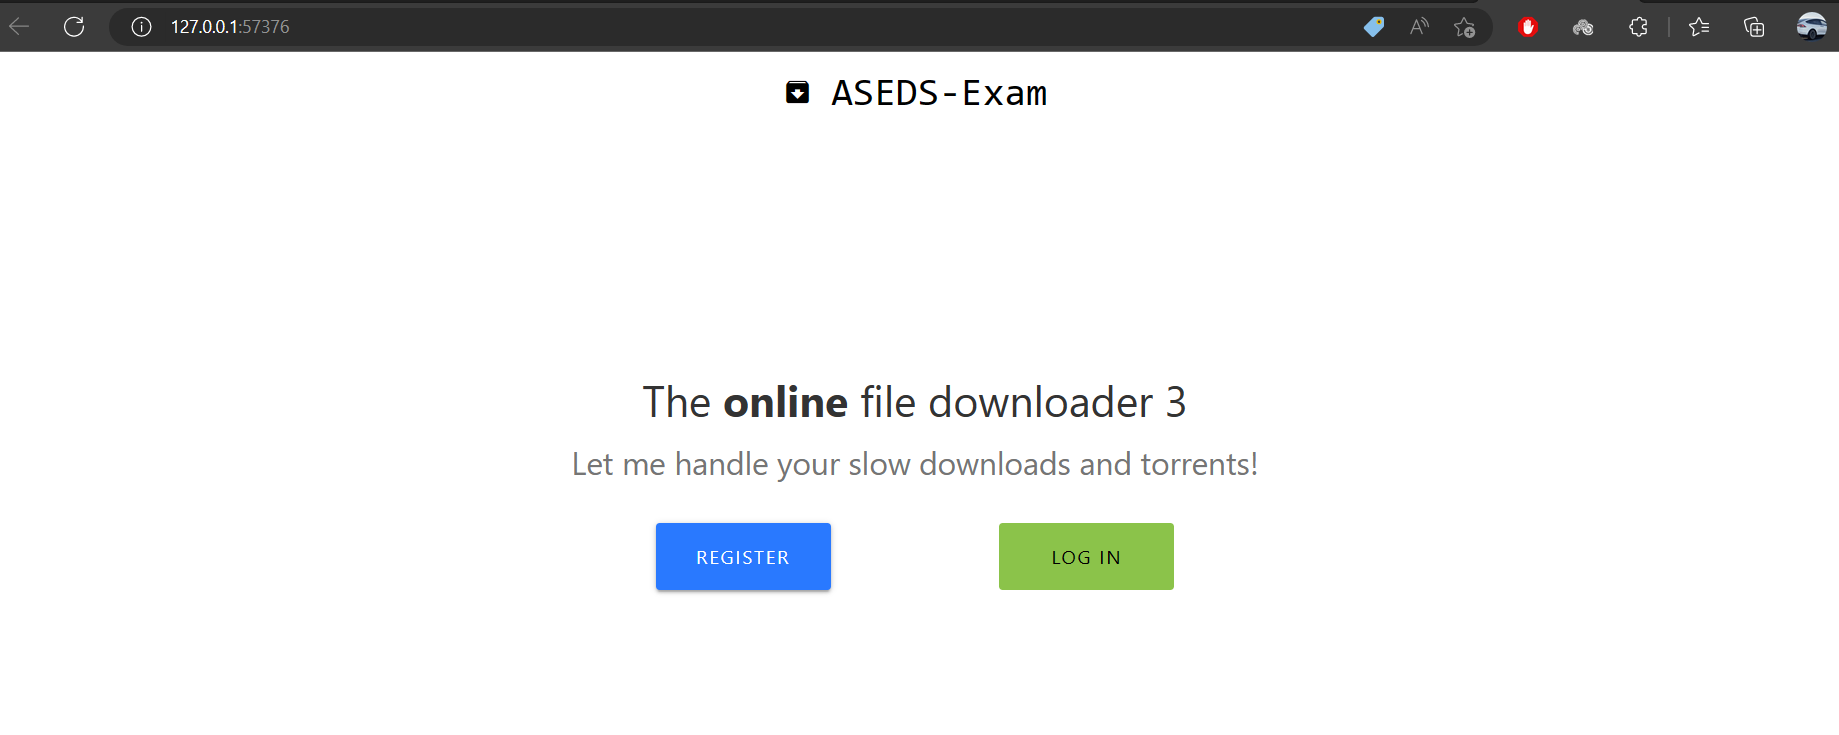 127.0.0.1:57376
ASEDS-Exam
The online file downloader 3
Let me handle your slow downloads and torrents!
REGISTER
LOG IN